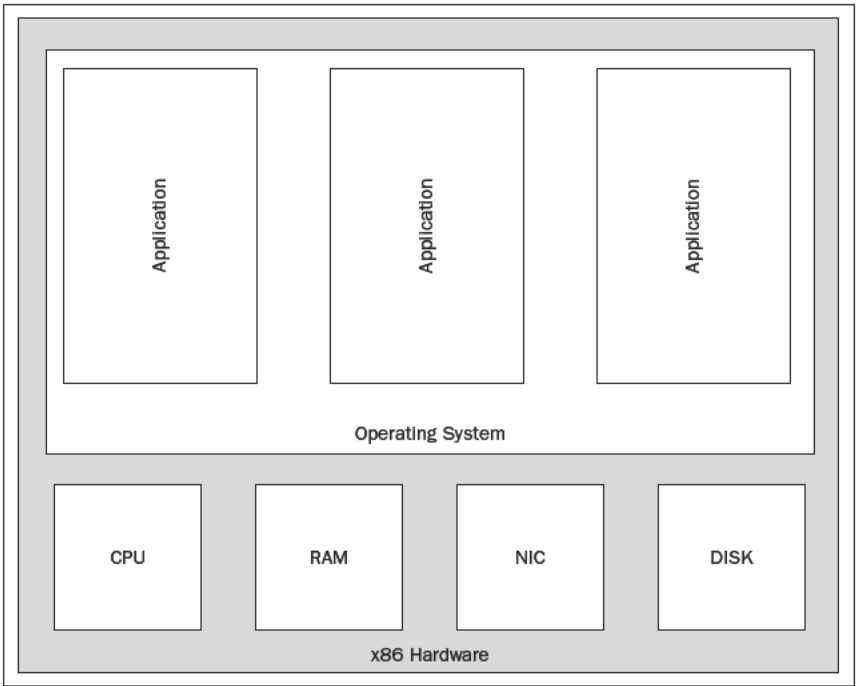 Application
Application
Application
Operating System
CPU
RAM
NIC
DISK
x86 Hardware